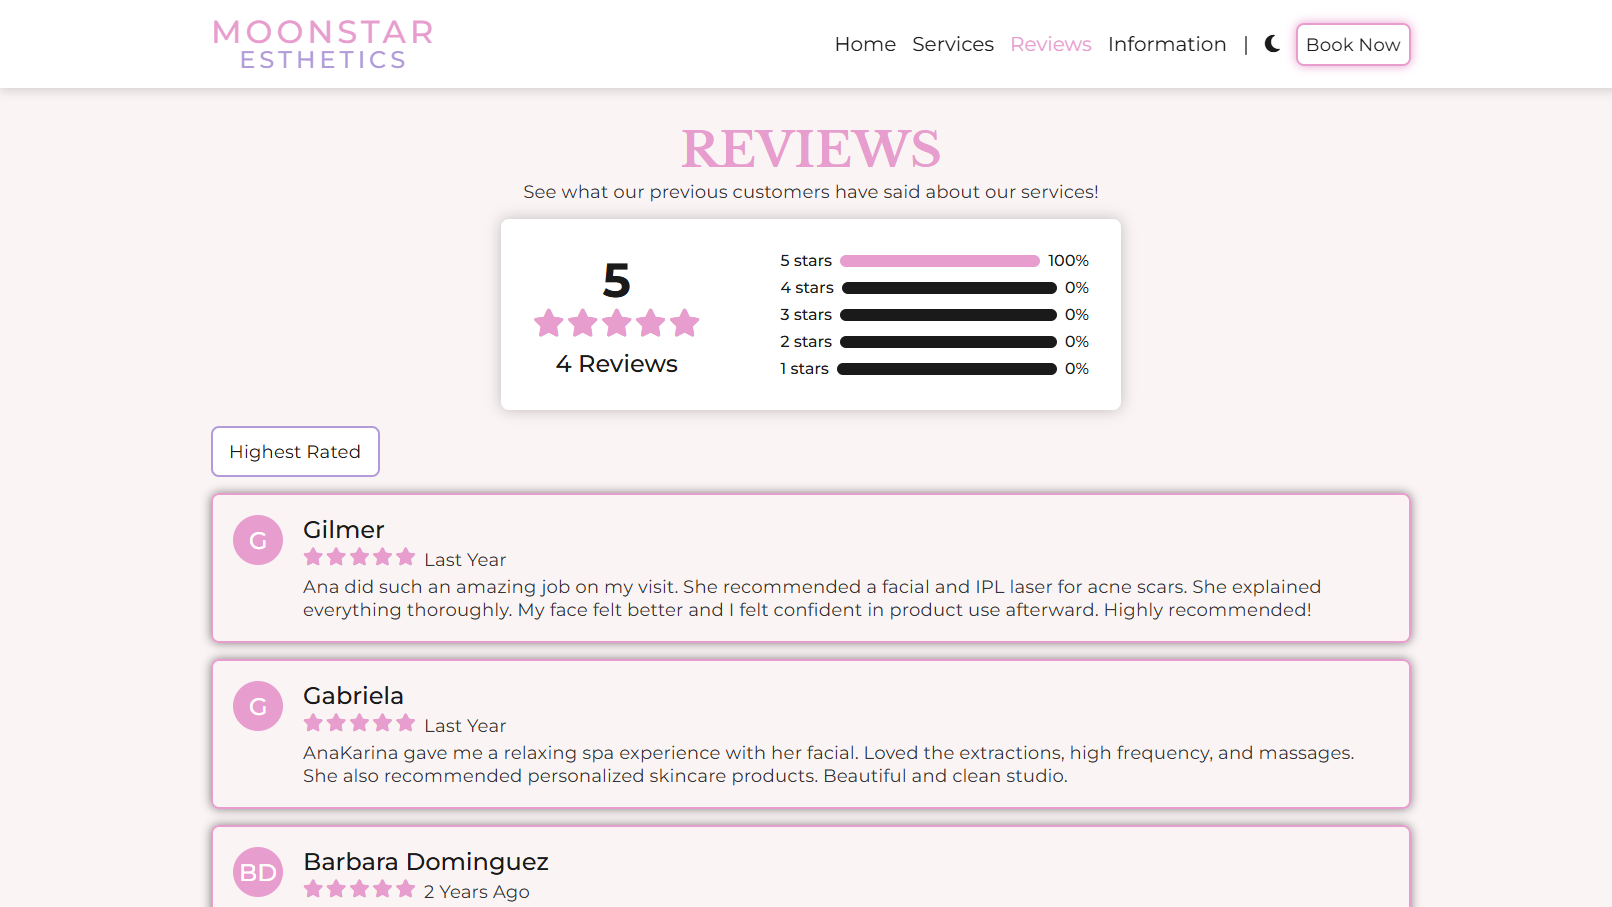 MOONSTAR
ESTHETICS
Home Services Reviews Information | Book Now
REVIEWS
See what our previous customers have said about our services!
5
4 Reviews
5 stars 100%
4 stars 0%
3 stars 0%
2 stars 0%
1 stars 0%
Highest Rated
G
Gilmer
Last Year
Ana did such an amazing job on my visit. She recommended a facial and IPL laser for acne scars. She explained
everything thoroughly. My face felt better and I felt confident in product use afterward. Highly recommended!
G
Gabriela
Last Year
AnaKarina gave me a relaxing spa experience with her facial. Loved the extractions, high frequency, and massages.
She also recommended personalized skincare products. Beautiful and clean studio.
BD
Barbara Dominguez
2 Years Ago